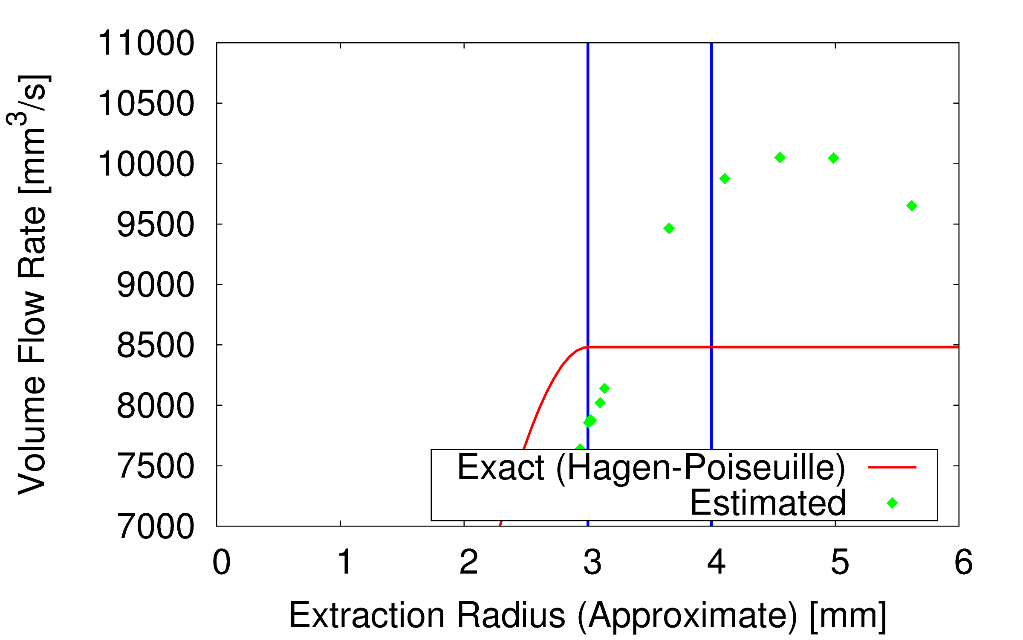 11000
10500
10000
9500
9000
8500
8000
7500
7000
Volume Flow Rate [mm³/s]
Exact (Hagen-Poiseuille)
Estimated
0 1 2 3 4 5 6
Extraction Radius (Approximate) [mm]